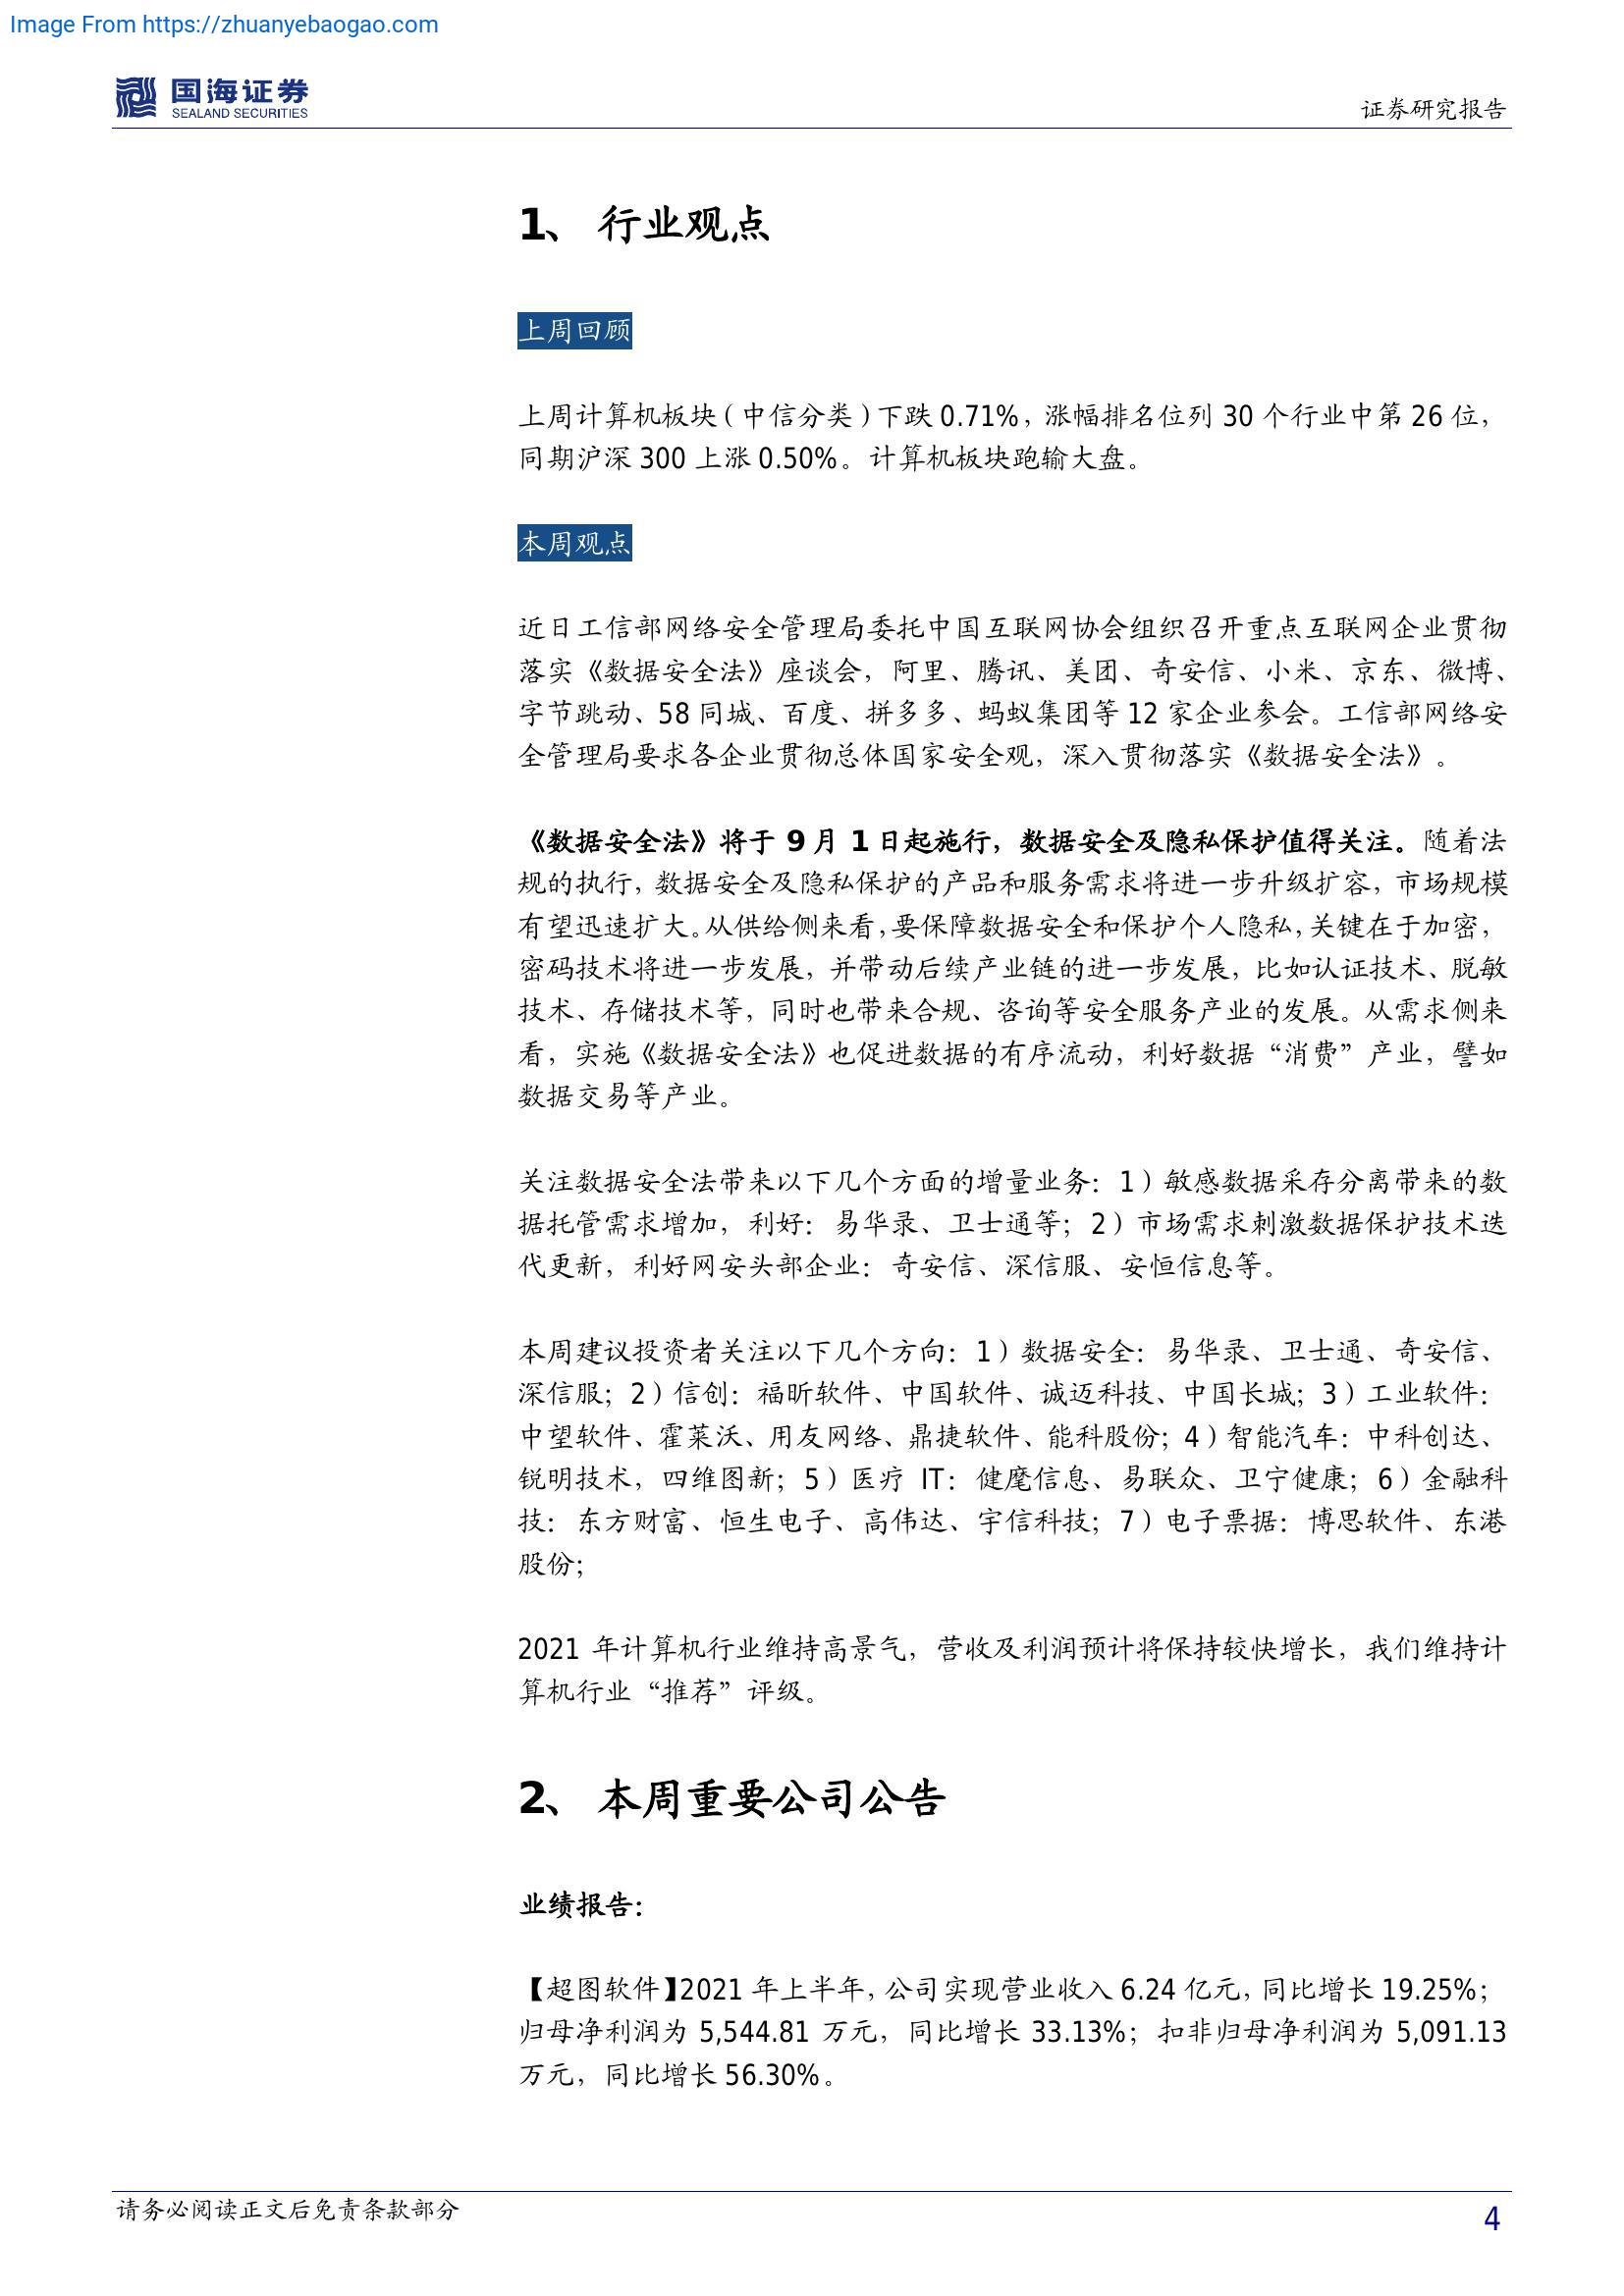 Image From https://zhuanyebaogao.com
国海证券
SEALAND SECURITIES
证券研究报告
1、 行业观点
上周回顾
上周计算机板块（中信分类）下跌 0.71%，涨幅排名位列 30 个行业中第 26 位，
同期沪深 300 上涨 0.50%。计算机板块跑输大盘。
本周观点
近日工信部网络安全管理局委托中国互联网协会组织召开重点互联网企业贯彻
落实《数据安全法》座谈会，阿里、腾讯、美团、奇安信、小米、京东、微博、
字节跳动、58 同城、百度、拼多多、蚂蚁集团等 12 家企业参会。工信部网络安
全管理局要求各企业贯彻总体国家安全观，深入贯彻落实《数据安全法》。
《数据安全法》将于 9 月 1 日起施行，数据安全及隐私保护值得关注。随着法
规的执行，数据安全及隐私保护的产品和服务需求将进一步升级扩容，市场规模
有望迅速扩大。从供给侧来看，要保障数据安全和保护个人隐私，关键在于加密，
密码技术将进一步发展，并带动后续产业链的进一步发展，比如认证技术、脱敏
技术、存储技术等，同时也带来合规、咨询等安全服务产业的发展。从需求侧来
看，实施《数据安全法》也促进数据的有序流动，利好数据“消费”产业，譬如
数据交易等产业。
关注数据安全法带来以下几个方面的增量业务：1）敏感数据采存分离带来的数
据托管需求增加，利好：易华录、卫士通等；2）市场需求刺激数据保护技术迭
代更新，利好网安头部企业：奇安信、深信服、安恒信息等。
本周建议投资者关注以下几个方向：1）数据安全：易华录、卫士通、奇安信、
深信服；2）信创：福昕软件、中国软件、诚迈科技、中国长城；3）工业软件：
中望软件、霍莱沃、用友网络、鼎捷软件、能科股份；4）智能汽车：中科创达、
锐明技术，四维图新；5）医疗 IT：健麾信息、易联众、卫宁健康；6）金融科
技：东方财富、恒生电子、高伟达、宇信科技；7）电子票据：博思软件、东港
股份；
2021 年计算机行业维持高景气，营收及利润预计将保持较快增长，我们维持计
算机行业“推荐”评级。
2、 本周重要公司公告
业绩报告：
【超图软件】2021 年上半年，公司实现营业收入 6.24 亿元，同比增长 19.25%；
归母净利润为 5,544.81 万元，同比增长 33.13%；扣非归母净利润为 5,091.13
万元，同比增长 56.30%。
请务必阅读正文后免责条款部分
4